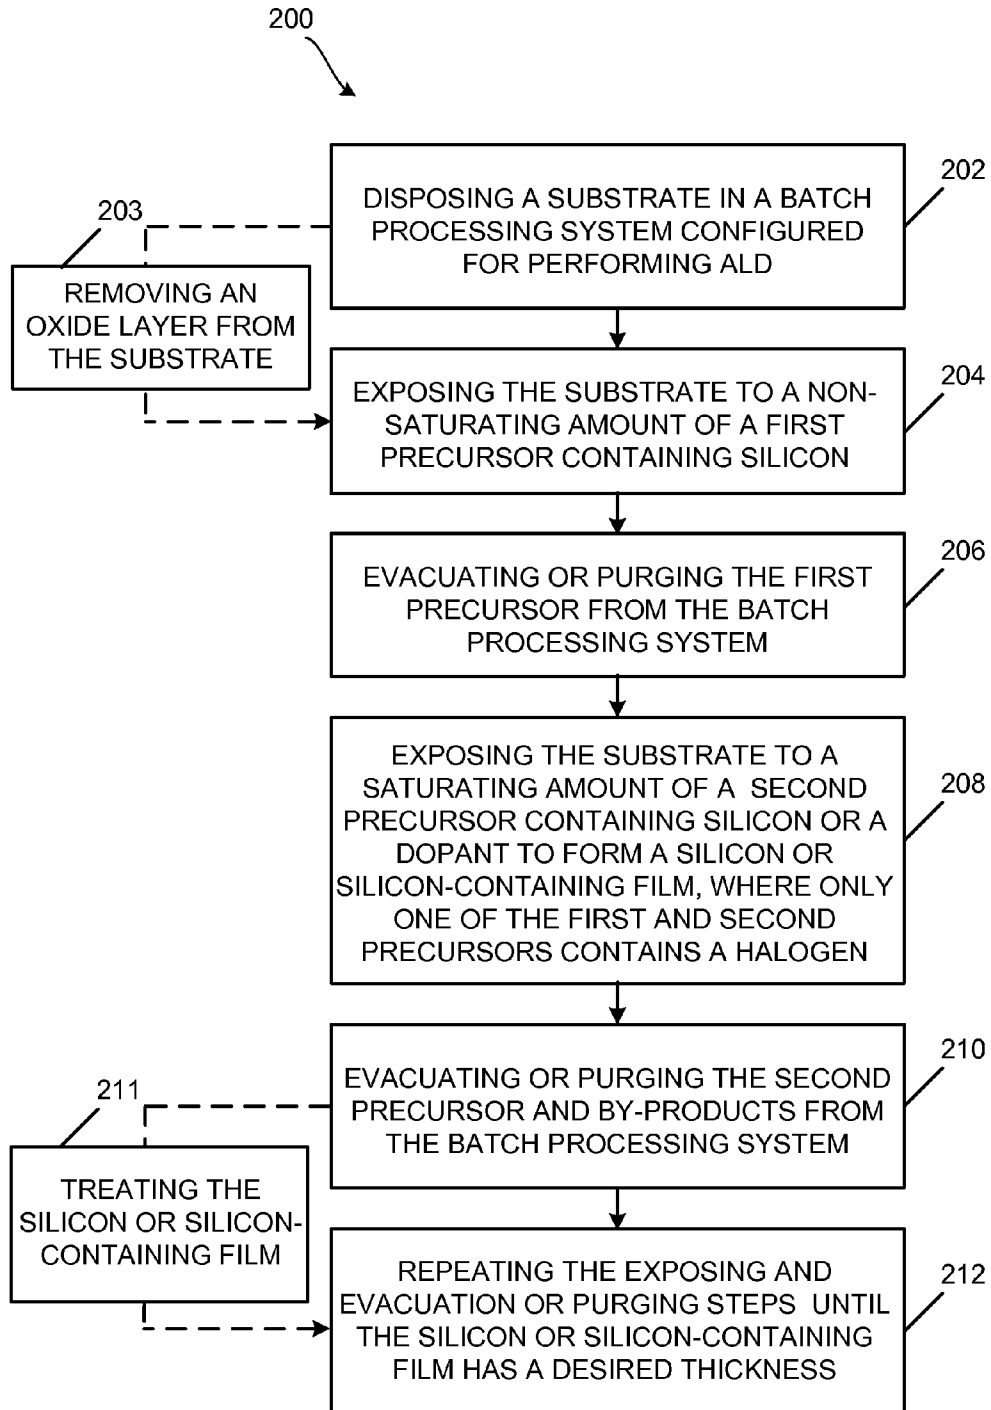 200
202
DISPOSING A SUBSTRATE IN A BATCH
PROCESSING SYSTEM CONFIGURED
FOR PERFORMING ALD
203
REMOVING AN
OXIDE LAYER FROM
THE SUBSTRATE
204
EXPOSING THE SUBSTRATE TO A NON-
SATURATING AMOUNT OF A FIRST
PRECURSOR CONTAINING SILICON
206
EVACUATING OR PURGING THE FIRST
PRECURSOR FROM THE BATCH
PROCESSING SYSTEM
208
EXPOSING THE SUBSTRATE TO A
SATURATING AMOUNT OF A SECOND
PRECURSOR CONTAINING SILICON OR A
DOPANT TO FORM A SILICON OR
SILICON-CONTAINING FILM, WHERE ONLY
ONE OF THE FIRST AND SECOND
PRECURSORS CONTAINS A HALOGEN
210
EVACUATING OR PURGING THE SECOND
PRECURSOR AND BY-PRODUCTS FROM
THE BATCH PROCESSING SYSTEM
211
TREATING THE
SILICON OR SILICON-
CONTAINING FILM
212
REPEATING THE EXPOSING AND
EVACUATION OR PURGING STEPS UNTIL
THE SILICON OR SILICON-CONTAINING
FILM HAS A DESIRED THICKNESS